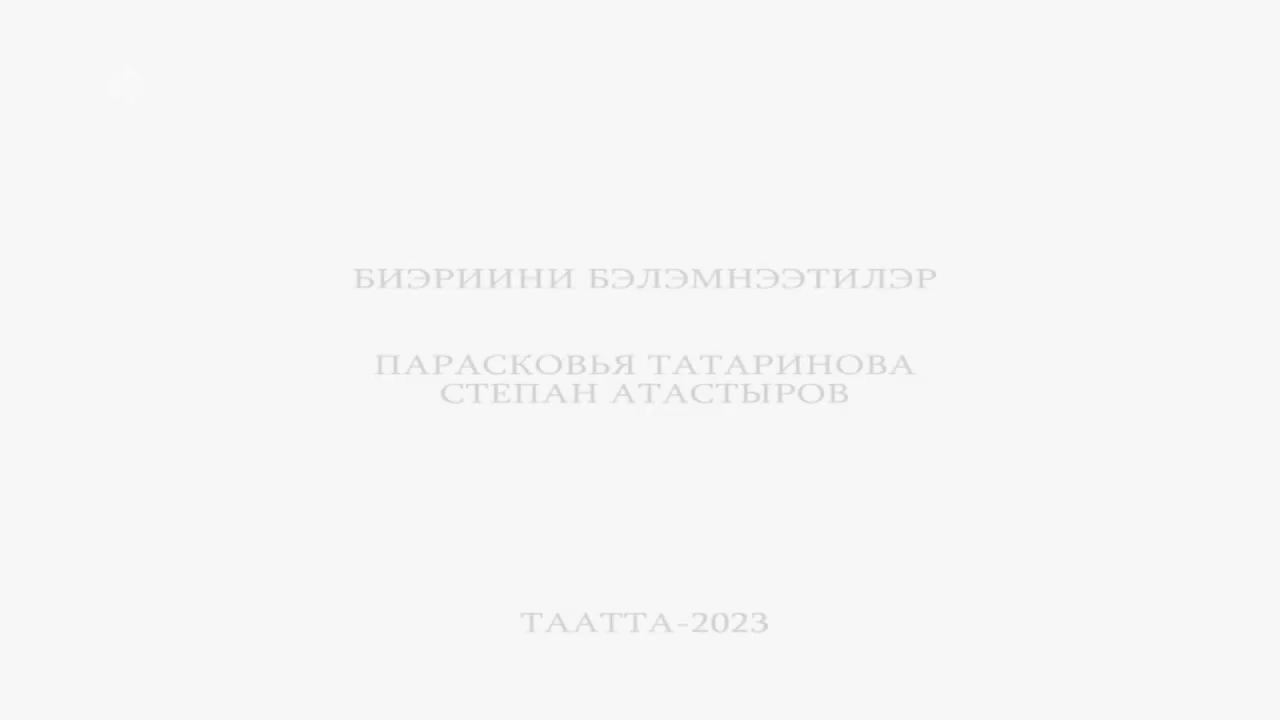 БИЭРИИНИ БЭЛЭМНЭЭТИЛЭР
ПАРАСКОВЬЯ ТАТАРИНОВА
СТЕПАН АТАСТЫРОВ
ТААТТА-2023